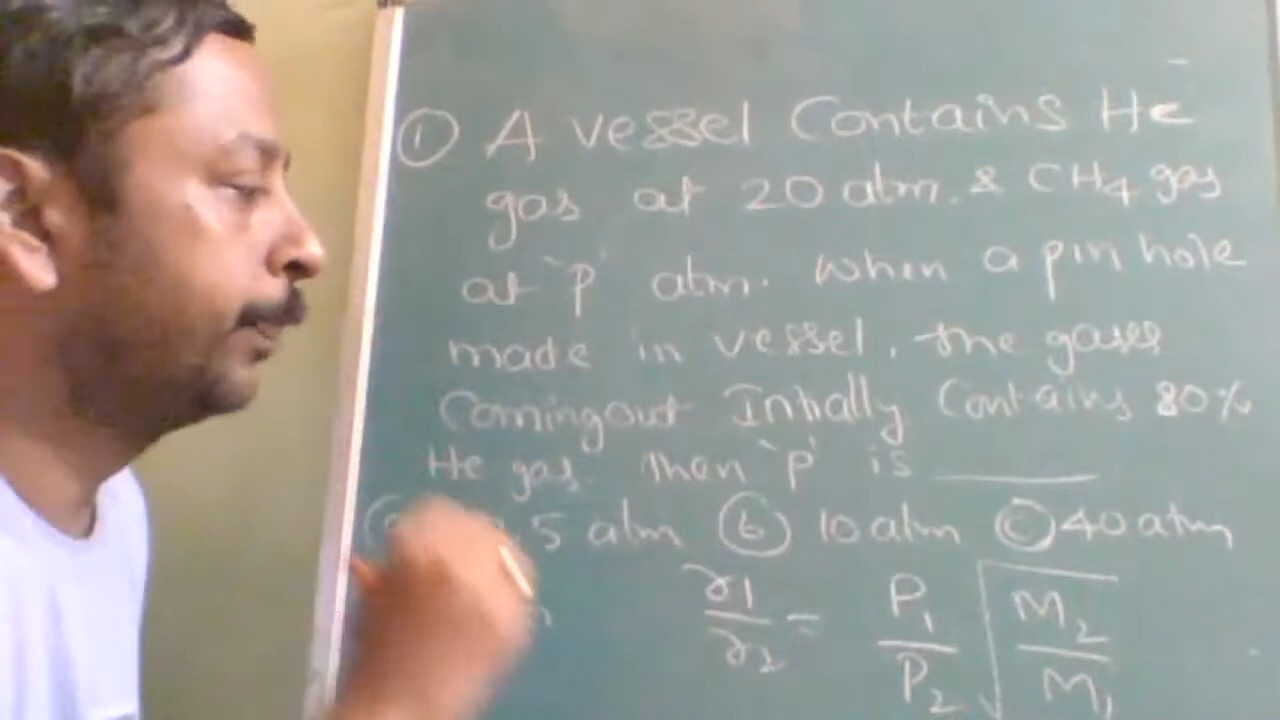 ① A vessel Contains He
gas at 20 atm. & CH4 gas
at 'p' atm. When a pin hole
made in vessel, the gases
Coming out Initially Contains 80%
He gas. Then 'p' is ______
5 atm ⓑ 10 atm ⓒ 40 atm
r1/r2 = P1/P2 √M2/M1